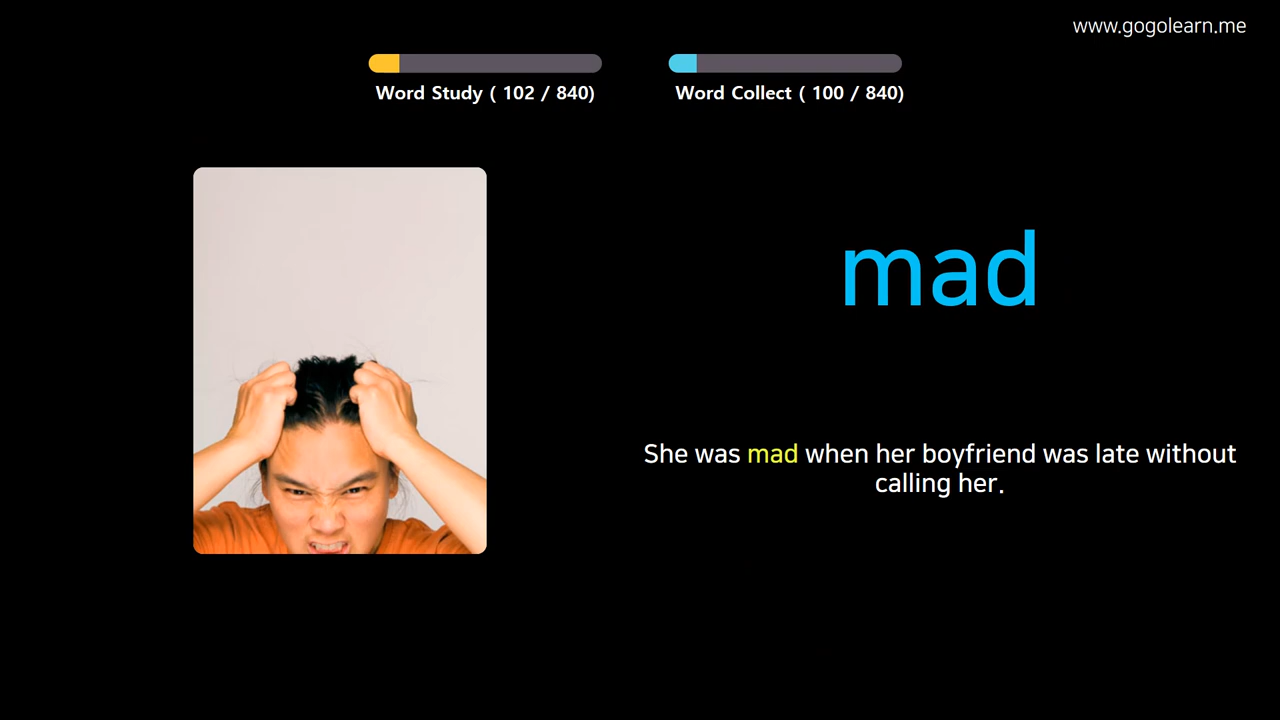 www.gogolearn.me
Word Study ( 102 / 840)
Word Collect ( 100 / 840)
mad
She was mad when her boyfriend was late without
calling her.